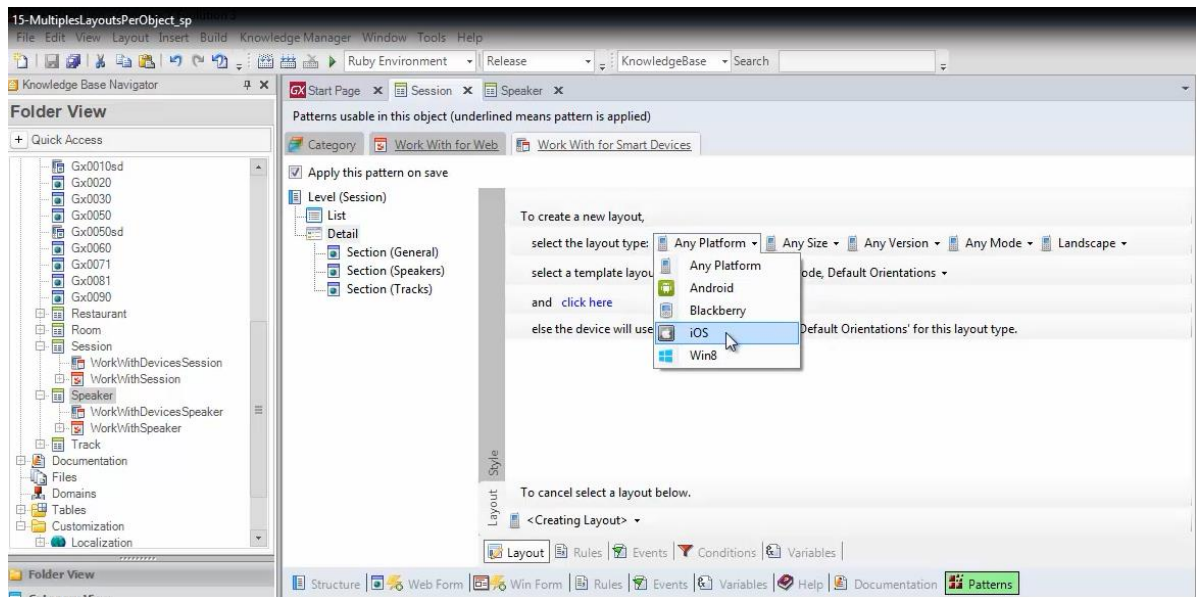 15-MultiplesLayoutsPerObject_sp
File Edit View Layout Insert Build Knowledge Manager Window Tools Help
Ruby Environment Release KnowledgeBase Search
Knowledge Base Navigator
GX Start Page Session Speaker
Folder View
Patterns usable in this object (underlined means pattern is applied)
Quick Access
Category Work With for Web Work With for Smart Devices
Apply this pattern on save
Gx0010sd
Gx0020
Gx0030
Gx0050
Gx0050sd
Gx0060
Gx0071
Gx0081
Gx0090
Restaurant
Room
Session
WorkWithDevicesSession
WorkWithSession
Speaker
WorkWithDevicesSpeaker
WorkWithSpeaker
Track
Documentation
Files
Domains
Tables
Customization
Localization
Folder View
Level (Session)
List
Detail
Section (General)
Section (Speakers)
Section (Tracks)
To create a new layout,
select the layout type: Any Platform Any Size Any Version Any Mode Landscape
Any Platform
Android
Blackberry
iOS
Win8
select a template layou ode, Default Orientations
and click here
else the device will use Default Orientations' for this layout type.
Style
Layout
To cancel select a layout below.
<Creating Layout>
Layout Rules Events Conditions Variables
Structure Web Form Win Form Rules Events Variables Help Documentation Patterns